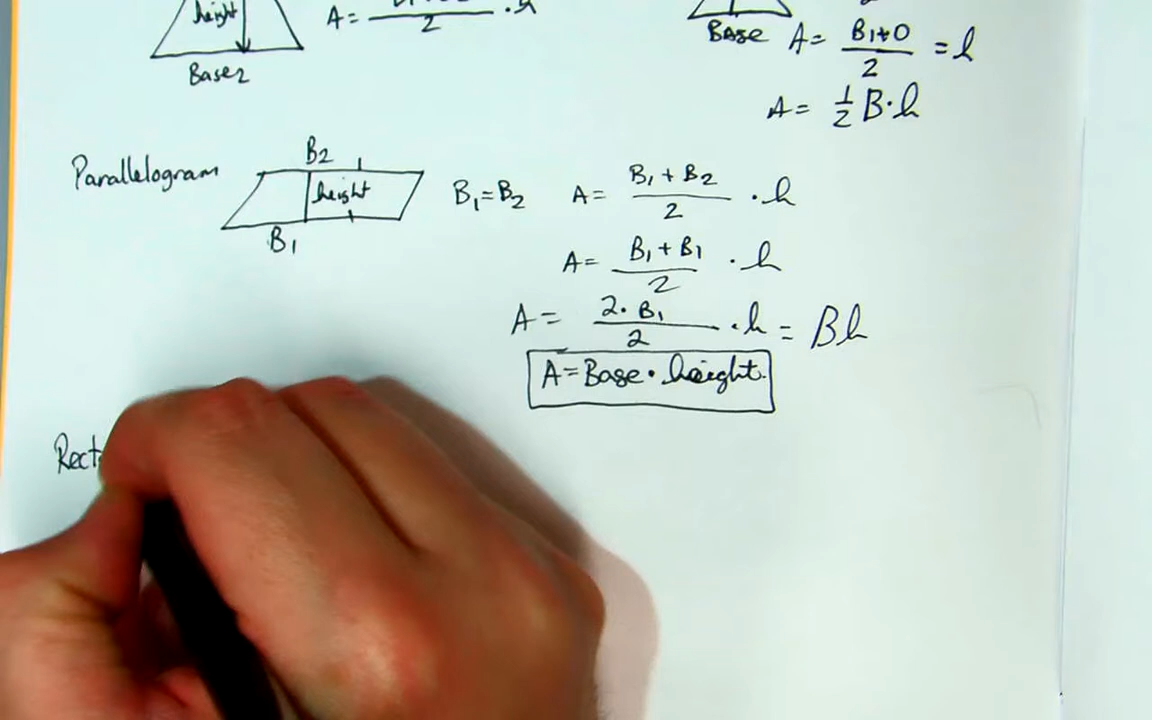 height
A= ──── 2 · h
Base2
Base
A= B₁+0 / 2 = h
A= ½ B·h
Parallelogram
B2
height
B₁
B₁=B₂
A= B₁ + B₂ / 2 · h
A= B₁ + B₁ / 2 · h
A= 2· B₁ / 2 ·h = Bh
A=Base·height.
Rect